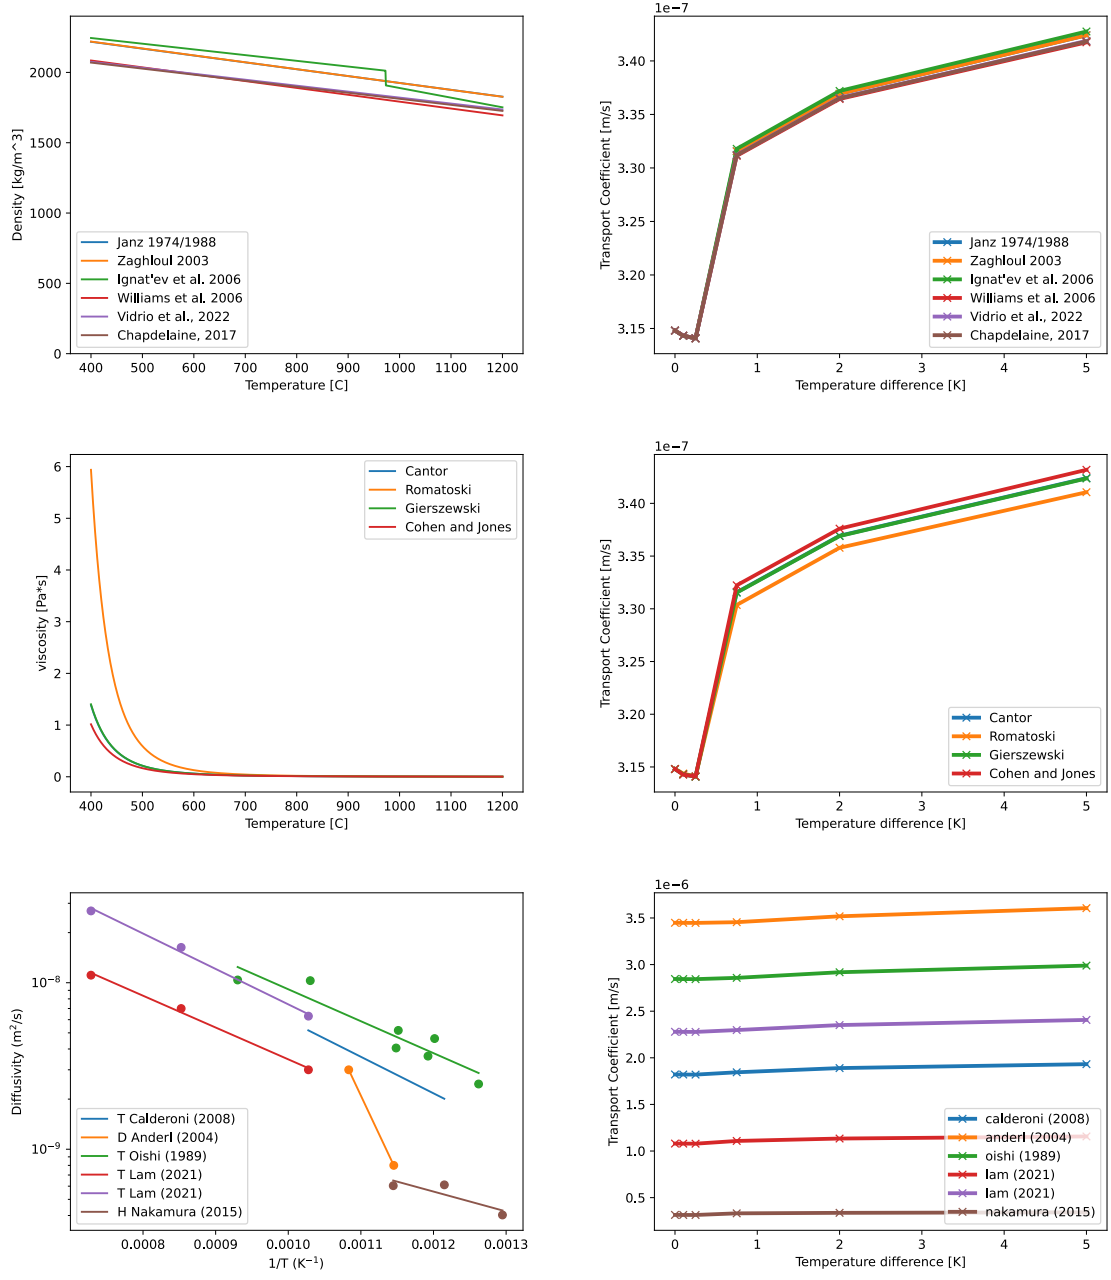 2000
1500
1000
500
0
Density [kg/m^3]
Janz 1974/1988
Zaghloul 2003
Ignat'ev et al. 2006
Williams et al. 2006
Vidrio et al., 2022
Chapdelaine, 2017
400 500 600 700 800 900 1000 1100 1200
Temperature [C]
1e−7
3.40
3.35
3.30
3.25
3.20
3.15
Transport Coefficient [m/s]
Janz 1974/1988
Zaghloul 2003
Ignat'ev et al. 2006
Williams et al. 2006
Vidrio et al., 2022
Chapdelaine, 2017
0 1 2 3 4 5
Temperature difference [K]
6
5
4
3
2
1
0
viscosity [Pa*s]
Cantor
Romatoski
Gierszewski
Cohen and Jones
400 500 600 700 800 900 1000 1100 1200
Temperature [C]
1e−7
3.40
3.35
3.30
3.25
3.20
3.15
Transport Coefficient [m/s]
Cantor
Romatoski
Gierszewski
Cohen and Jones
0 1 2 3 4 5
Temperature difference [K]
10⁻⁸
10⁻⁹
Diffusivity (m²/s)
T Calderoni (2008)
D Anderl (2004)
T Oishi (1989)
T Lam (2021)
T Lam (2021)
H Nakamura (2015)
0.0008 0.0009 0.0010 0.0011 0.0012 0.0013
1/T (K⁻¹)
1e−6
3.5
3.0
2.5
2.0
1.5
1.0
0.5
Transport Coefficient [m/s]
calderoni (2008)
anderl (2004)
oishi (1989)
lam (2021)
lam (2021)
nakamura (2015)
0 1 2 3 4 5
Temperature difference [K]